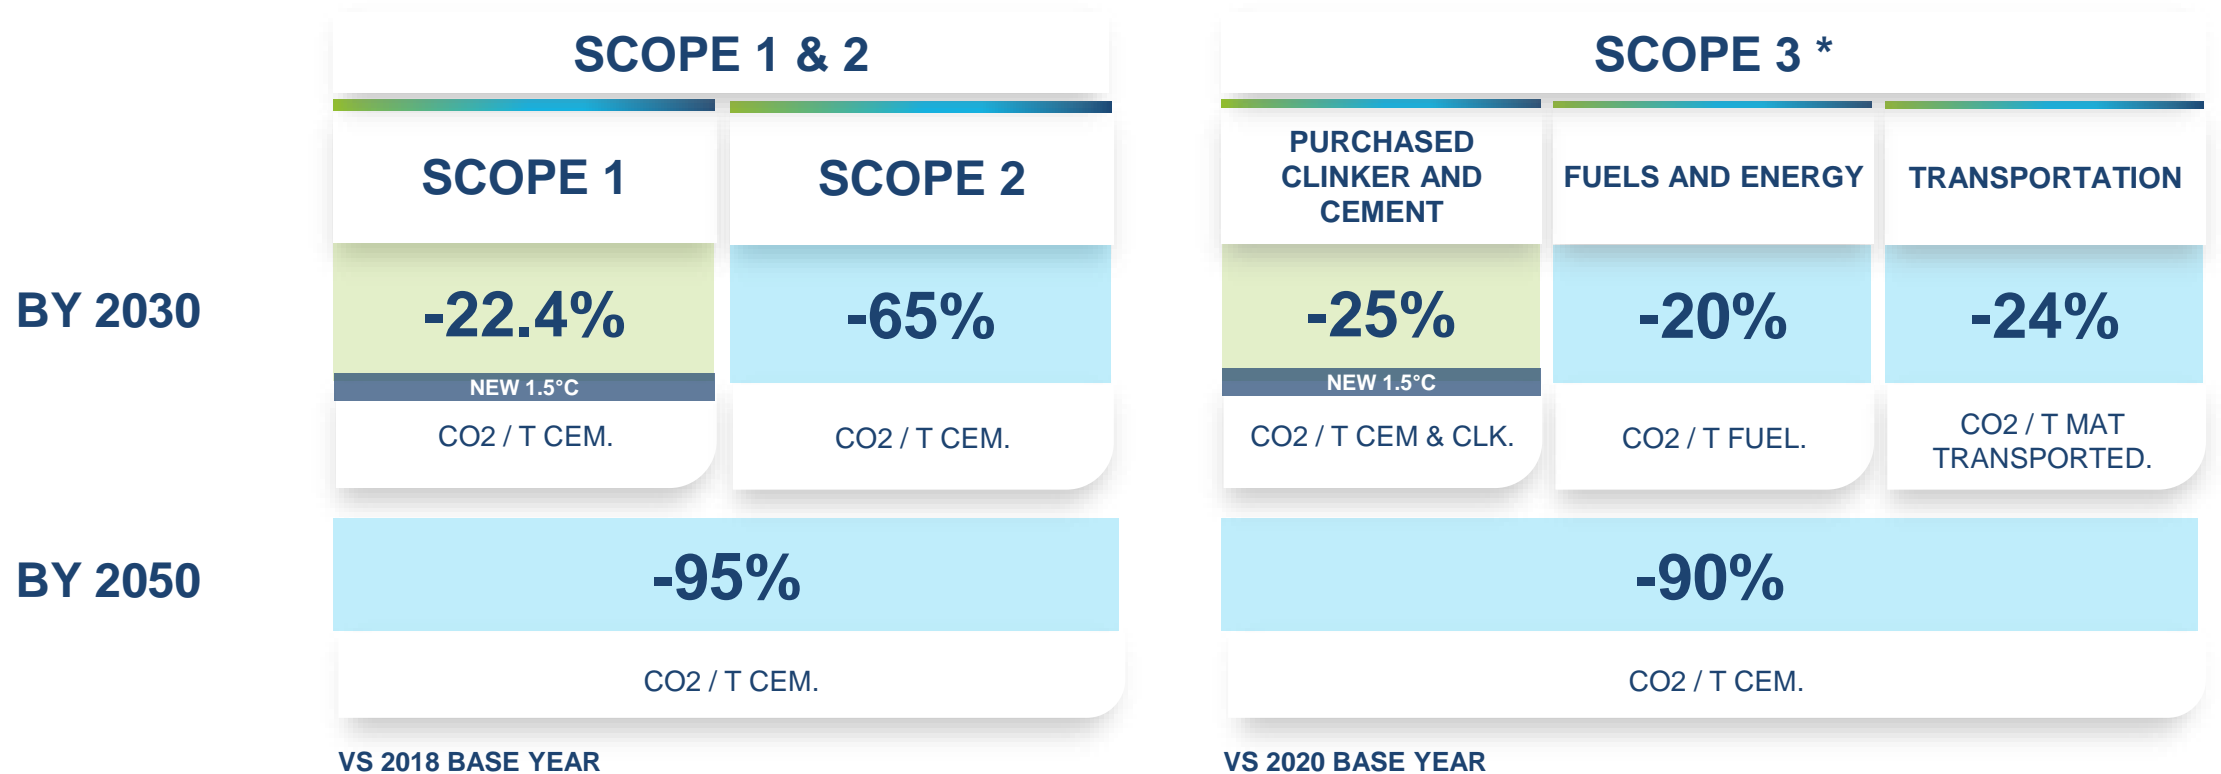 SCOPE 1 & 2
SCOPE 3 *
SCOPE 1
SCOPE 2
PURCHASED
CLINKER AND
CEMENT
FUELS AND ENERGY
TRANSPORTATION
BY 2030
-22.4%
-65%
-25%
-20%
-24%
NEW 1.5°C
NEW 1.5°C
CO2 / T CEM.
CO2 / T CEM.
CO2 / T CEM & CLK.
CO2 / T FUEL.
CO2 / T MAT
TRANSPORTED.
BY 2050
-95%
-90%
CO2 / T CEM.
CO2 / T CEM.
VS 2018 BASE YEAR
VS 2020 BASE YEAR